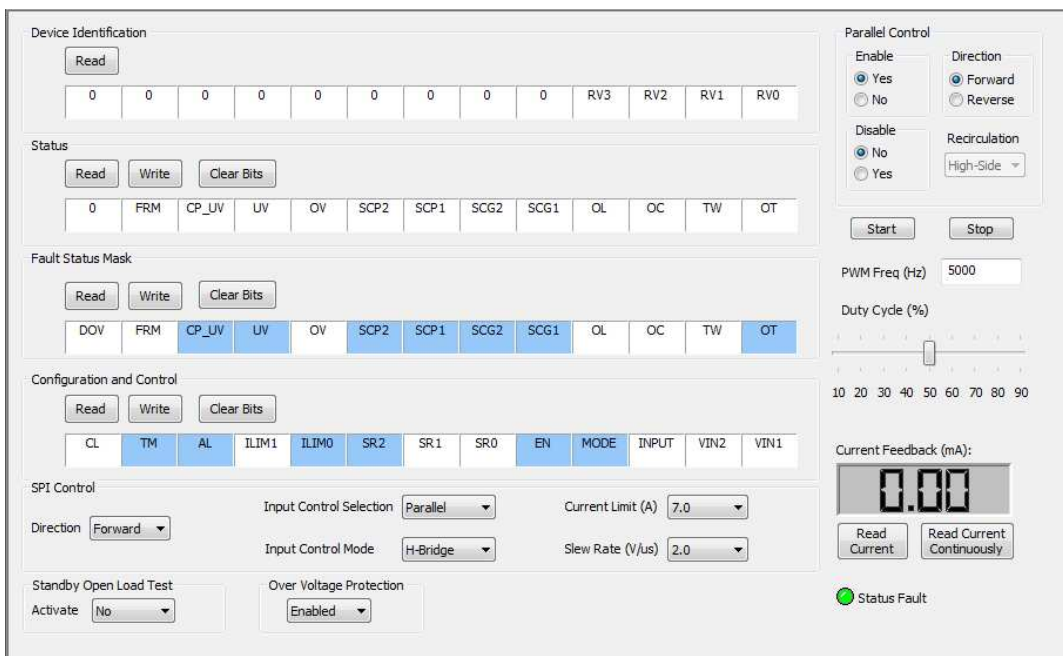 Device Identification
Read
0 0 0 0 0 0 0 0 0 RV3 RV2 RV1 RV0
Status
Read Write Clear Bits
0 FRM CP_UV UV OV SCP2 SCP1 SCG2 SCG1 OL OC TW OT
Fault Status Mask
Read Write Clear Bits
DOV FRM CP_UV UV OV SCP2 SCP1 SCG2 SCG1 OL OC TW OT
Configuration and Control
Read Write Clear Bits
CL TM AL ILIM1 ILIM0 SR2 SR1 SR0 EN MODE INPUT VIN2 VIN1
SPI Control
Direction Forward
Input Control Selection Parallel
Current Limit (A) 7.0
Input Control Mode H-Bridge
Slew Rate (V/us) 2.0
Standby Open Load Test
Activate No
Over Voltage Protection
Enabled
Parallel Control
Enable
Yes
No
Direction
Forward
Reverse
Disable
No
Yes
Recirculation
High-Side
Start Stop
PWM Freq (Hz) 5000
Duty Cycle (%)
10 20 30 40 50 60 70 80 90
Current Feedback (mA):
0.00
Read Current
Read Current Continuously
Status Fault